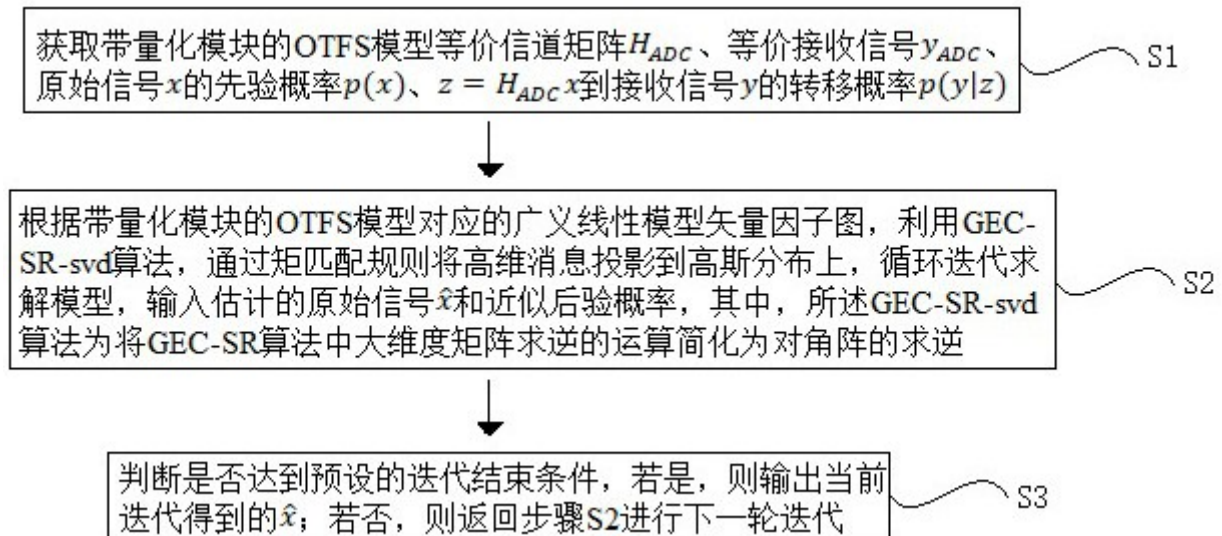 获取带量化模块的OTFS模型等价信道矩阵H_{ADC}、等价接收信号y_{ADC}、
原始信号x的先验概率p(x)、z = H_{ADC}x到接收信号y的转移概率p(y|z)
S1
根据带量化模块的OTFS模型对应的广义线性模型矢量因子图，利用GEC-
SR-svd算法，通过矩匹配规则将高维消息投影到高斯分布上，循环迭代求
解模型，输入估计的原始信号x̂和近似后验概率，其中，所述GEC-SR-svd
算法为将GEC-SR算法中大维度矩阵求逆的运算简化为对角阵的求逆
S2
判断是否达到预设的迭代结束条件，若是，则输出当前
迭代得到的x̂；若否，则返回步骤S2进行下一轮迭代
S3